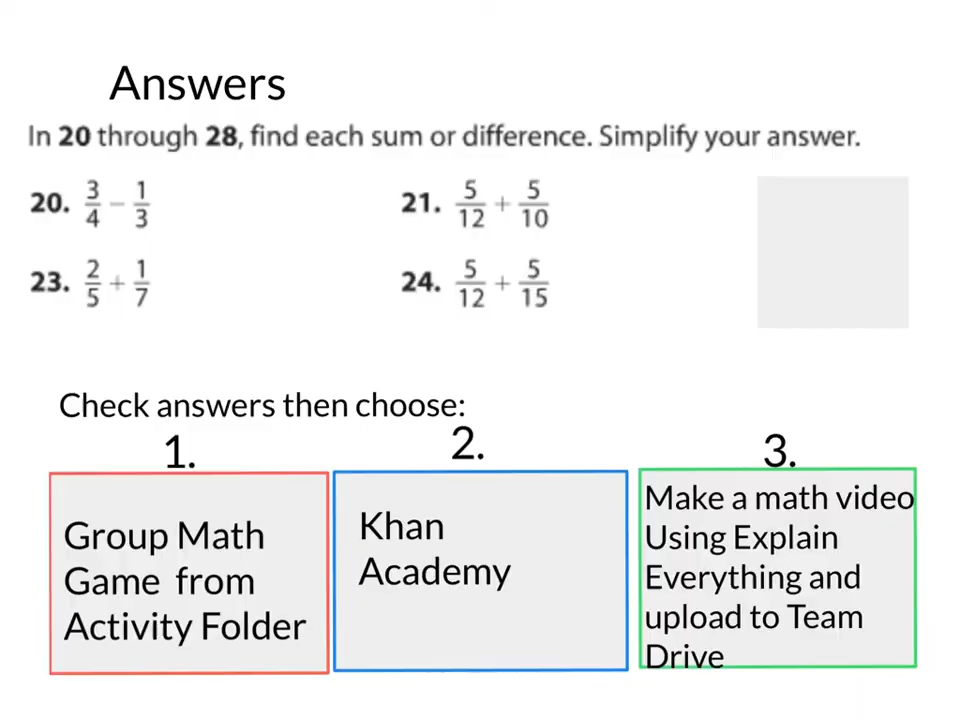 Answers
In 20 through 28, find each sum or difference. Simplify your answer.
20. 3/4 − 1/3
21. 5/12 + 5/10
23. 2/5 + 1/7
24. 5/12 + 5/15
Check answers then choose:
1.
2.
3.
Group Math
Game from
Activity Folder
Khan
Academy
Make a math video
Using Explain
Everything and
upload to Team
Drive